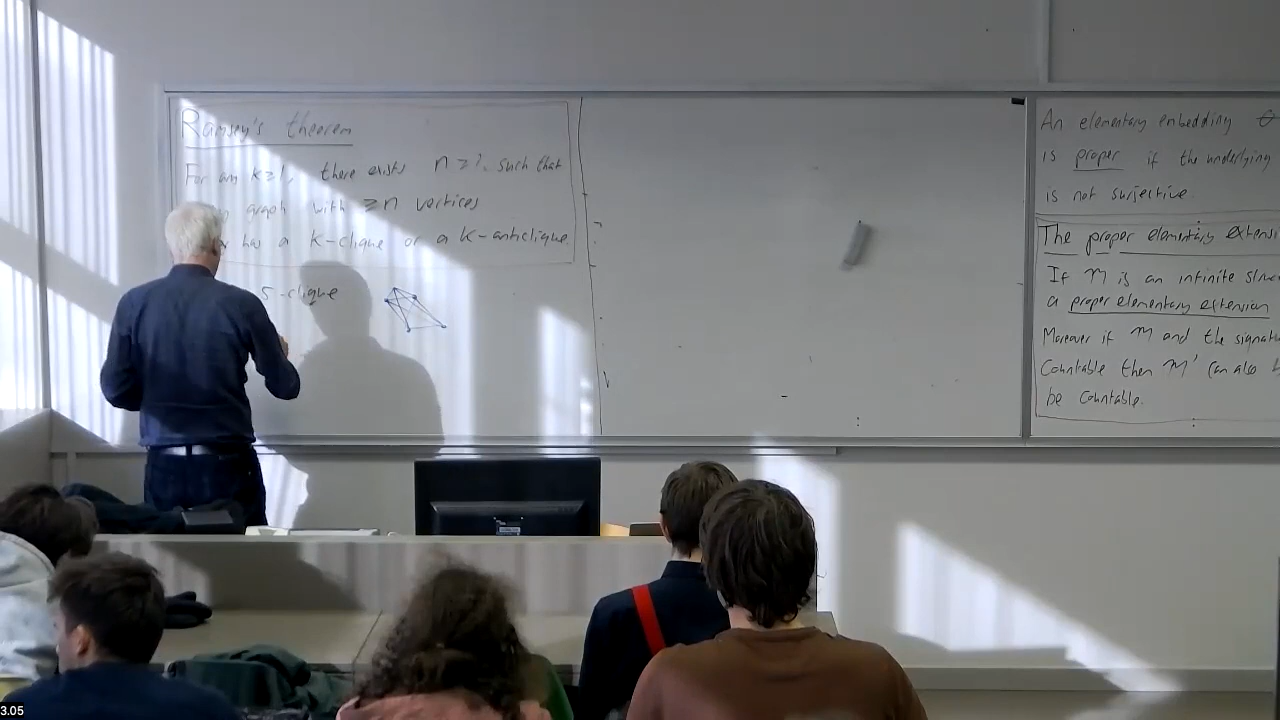 Ramsey's theorem
For any k≥1, there exists n≥1, such that
graph with ≥n vertices
has a k-clique or a k-anticlique.
5-clique
An elementary embedding
is proper if the underlying
is not surjective.
The proper elementary extensi
If M is an infinite struc
a proper elementary extension
Moreover if M and the signatu
Countable then M' can also b
be countable.
3.05